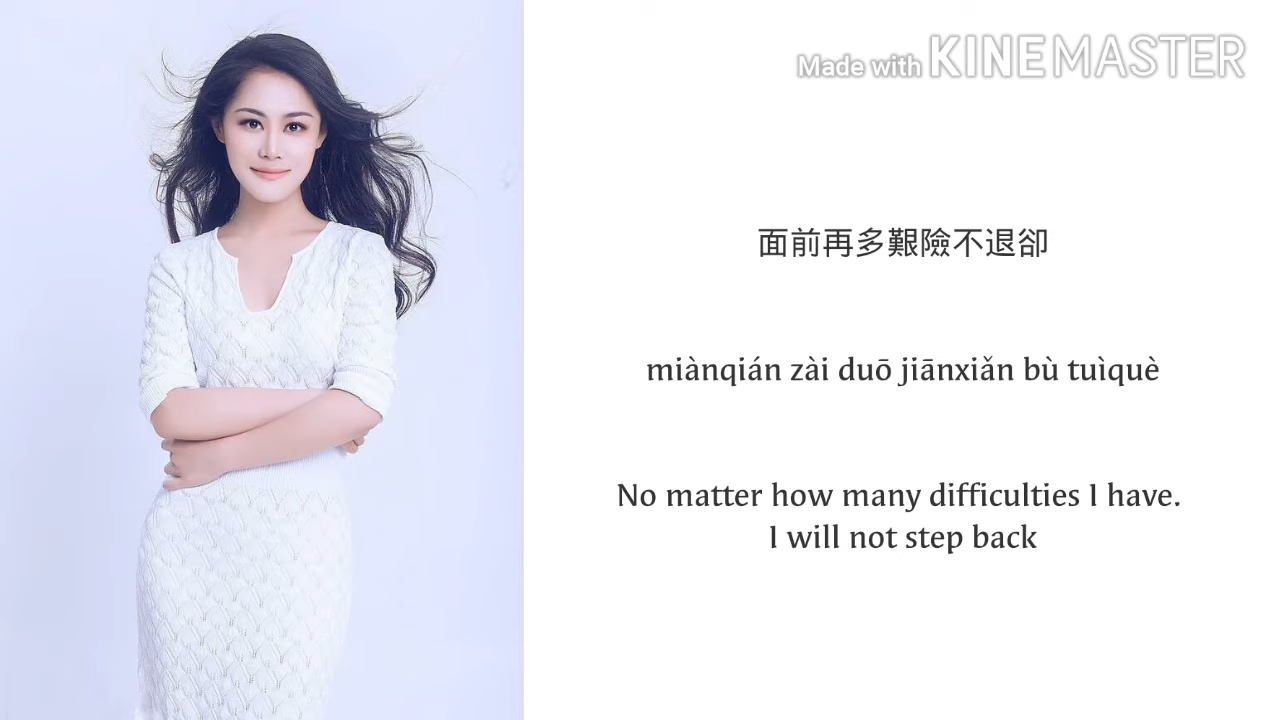 Made with KINEMASTER
面前再多艱險不退卻
miànqián zài duō jiānxiǎn bù tuìquè
No matter how many difficulties I have.
I will not step back